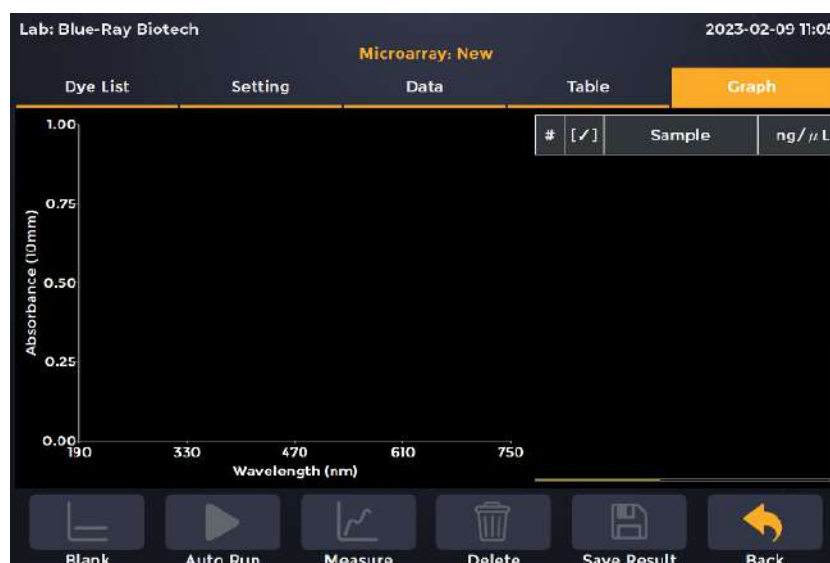 Lab: Blue-Ray Biotech
2023-02-09 11:05
Microarray: New
Dye List
Setting
Data
Table
Graph
1.00
0.75
0.50
0.25
0.00
Absorbance (10mm)
190
330
470
610
750
Wavelength (nm)
# [✓] Sample ng/μL
Blank
Auto Run
Measure
Delete
Save Result
Back